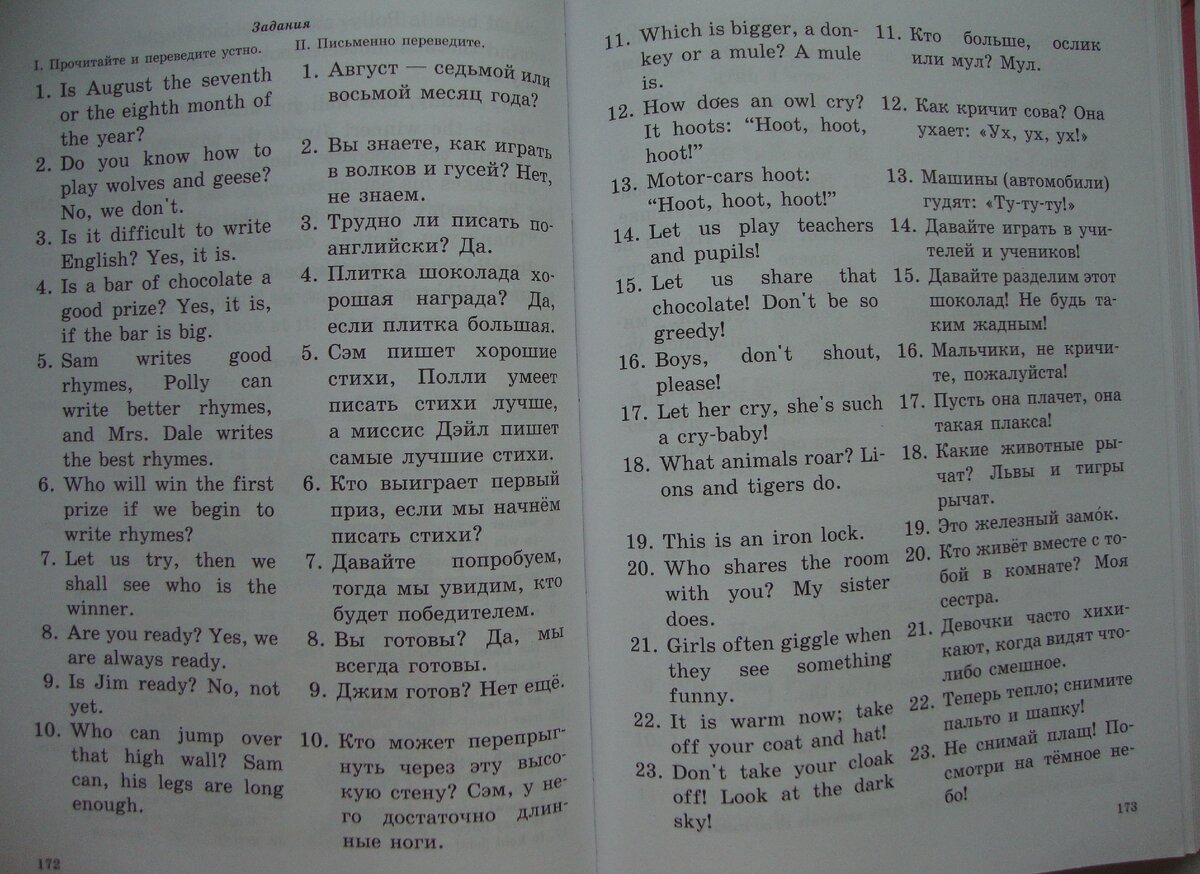 Задания
I. Прочитайте и переведите устно.
1. Is August the seventh
or the eighth month of
the year?
2. Do you know how to
play wolves and geese?
No, we don't.
3. Is it difficult to write
English? Yes, it is.
4. Is a bar of chocolate a
good prize? Yes, it is,
if the bar is big.
5. Sam writes good
rhymes, Polly can
write better rhymes,
and Mrs. Dale writes
the best rhymes.
6. Who will win the first
prize if we begin to
write rhymes?
7. Let us try, then we
shall see who is the
winner.
8. Are you ready? Yes, we
are always ready.
9. Is Jim ready? No, not
yet.
10. Who can jump over
that high wall? Sam
can, his legs are long
enough.
172
II. Письменно переведите.
1. Август — седьмой или
восьмой месяц года?
2. Вы знаете, как играть
в волков и гусей? Нет,
не знаем.
3. Трудно ли писать по-
английски? Да.
4. Плитка шоколада хо-
рошая награда? Да,
если плитка большая.
5. Сэм пишет хорошие
стихи, Полли умеет
писать стихи лучше,
а миссис Дэйл пишет
самые лучшие стихи.
6. Кто выиграет первый
приз, если мы начнём
писать стихи?
7. Давайте попробуем,
тогда мы увидим, кто
будет победителем.
8. Вы готовы? Да, мы
всегда готовы.
9. Джим готов? Нет ещё.
10. Кто может перепрыг-
нуть через эту высо-
кую стену? Сэм, у не-
го достаточно длин-
ные ноги.
11. Which is bigger, a don-
key or a mule? A mule
is.
12. How does an owl cry?
It hoots: “Hoot, hoot,
hoot!”
13. Motor-cars hoot:
“Hoot, hoot, hoot!”
14. Let us play teachers
and pupils!
15. Let us share that
chocolate! Don't be so
greedy!
16. Boys, don't shout,
please!
17. Let her cry, she's such
a cry-baby!
18. What animals roar? Li-
ons and tigers do.
19. This is an iron lock.
20. Who shares the room
with you? My sister
does.
21. Girls often giggle when
they see something
funny.
22. It is warm now; take
off your coat and hat!
23. Don't take your cloak
off! Look at the dark
sky!
11. Кто больше, ослик
или мул? Мул.
12. Как кричит сова? Она
ухает: «Ух, ух, ух!»
13. Машины (автомобили)
гудят: «Ту-ту-ту!»
14. Давайте играть в учи-
телей и учеников!
15. Давайте разделим этот
шоколад! Не будь та-
ким жадным!
16. Мальчики, не кричи-
те, пожалуйста!
17. Пусть она плачет, она
такая плакса!
18. Какие животные ры-
чат? Львы и тигры
рычат.
19. Это железный замо́к.
20. Кто живёт вместе с то-
бой в комнате? Моя
сестра.
21. Девочки часто хихи-
кают, когда видят что-
либо смешное.
22. Теперь тепло; снимите
пальто и шапку!
23. Не снимай плащ! По-
смотри на тёмное не-
бо!
173